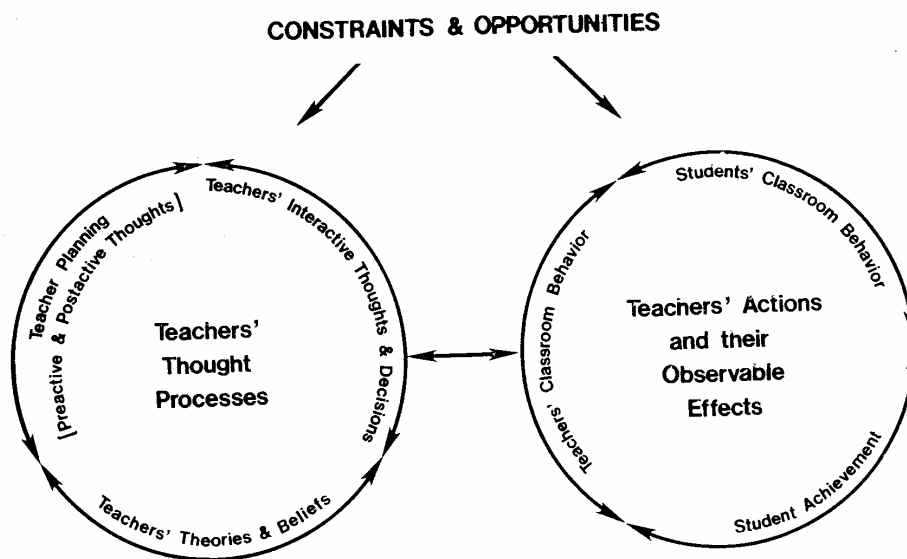 CONSTRAINTS & OPPORTUNITIES
Teacher Planning
[Preactive & Postactive Thoughts]
Teachers' Interactive Thoughts & Decisions
Teachers' Theories & Beliefs
Teachers'
Thought
Processes
Students' Classroom Behavior
Teachers' Classroom Behavior
Student Achievement
Teachers' Actions
and their
Observable
Effects